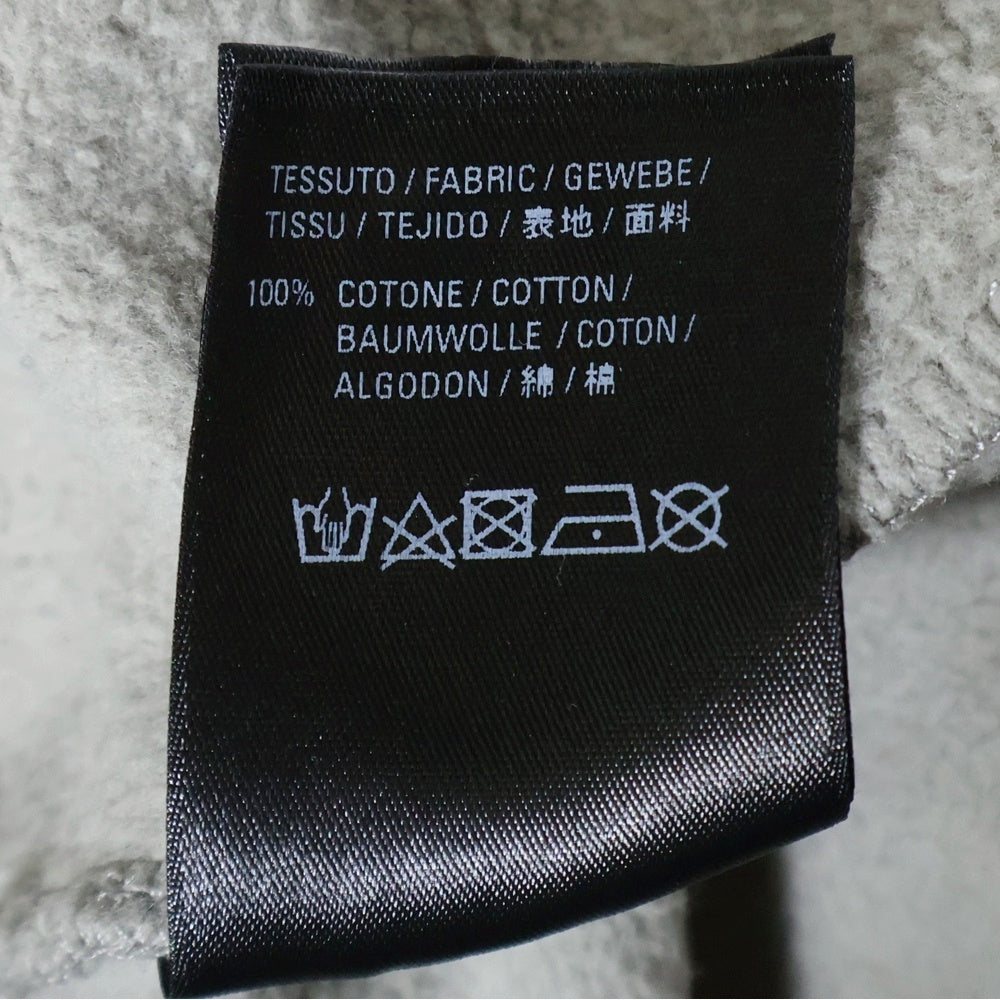 TESSUTO / FABRIC / GEWEBE /
TISSU / TEJIDO / 表地 / 面料
100% COTONE / COTTON /
BAUMWOLLE / COTON /
ALGODON / 綿 / 棉